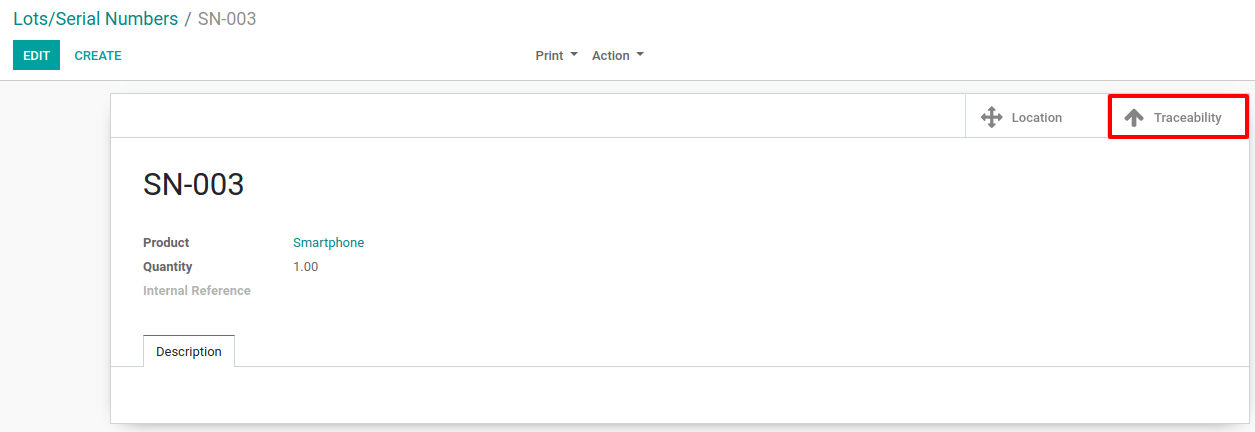 Lots/Serial Numbers / SN-003
EDIT CREATE Print Action
Location Traceability
SN-003
Product Smartphone
Quantity 1.00
Internal Reference
Description